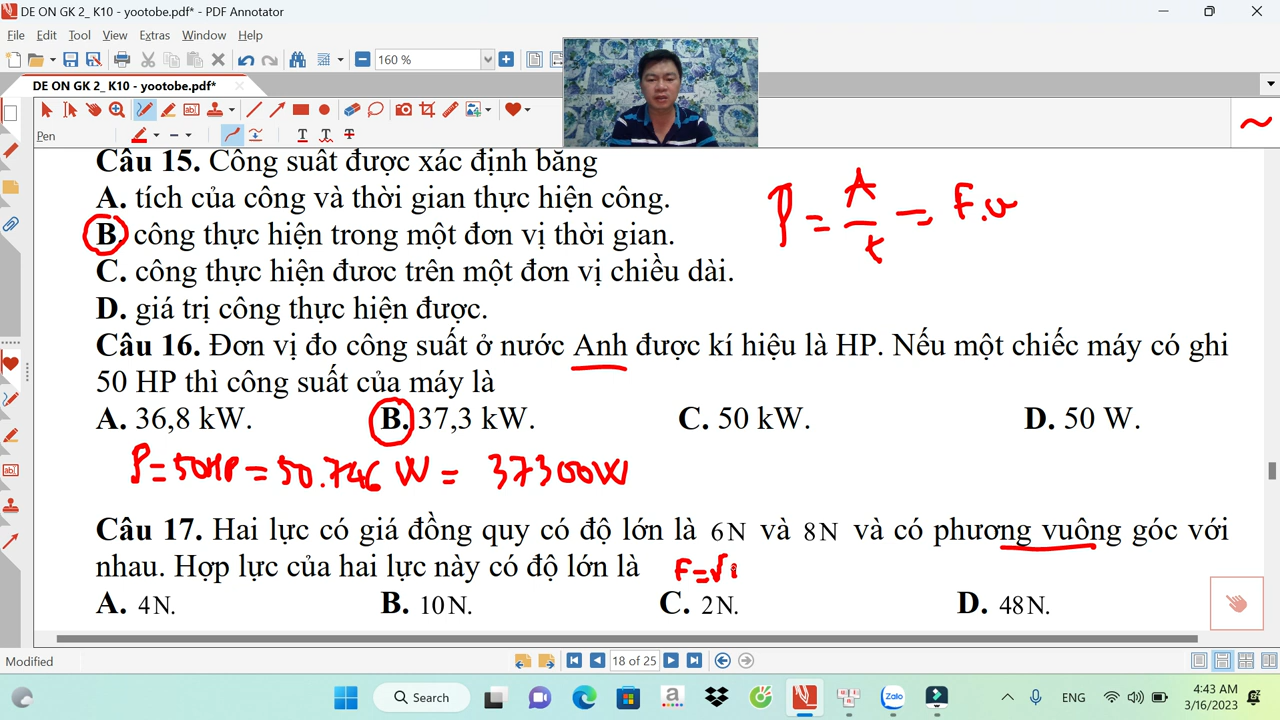 DE ON GK 2_ K10 - yootobe.pdf* - PDF Annotator
File Edit Tool View Extras Window Help
160 %
DE ON GK 2_ K10 - yootobe.pdf*
Pen
Câu 15. Công suất được xác định bằng
A. tích của công và thời gian thực hiện công.
P = A/t = F.v
B. công thực hiện trong một đơn vị thời gian.
C. công thực hiện đươc trên một đơn vị chiều dài.
D. giá trị công thực hiện được.
Câu 16. Đơn vị đo công suất ở nước Anh được kí hiệu là HP. Nếu một chiếc máy có ghi
50 HP thì công suất của máy là
A. 36,8 kW. B. 37,3 kW. C. 50 kW. D. 50 W.
P = 50HP = 50.746 W = 37300W
Câu 17. Hai lực có giá đồng quy có độ lớn là 6N và 8N và có phương vuông góc với
nhau. Hợp lực của hai lực này có độ lớn là F=√
A. 4N. B. 10N. C. 2N. D. 48N.
Modified
18 of 25
Search
Zalo
ENG
4:43 AM
3/16/2023